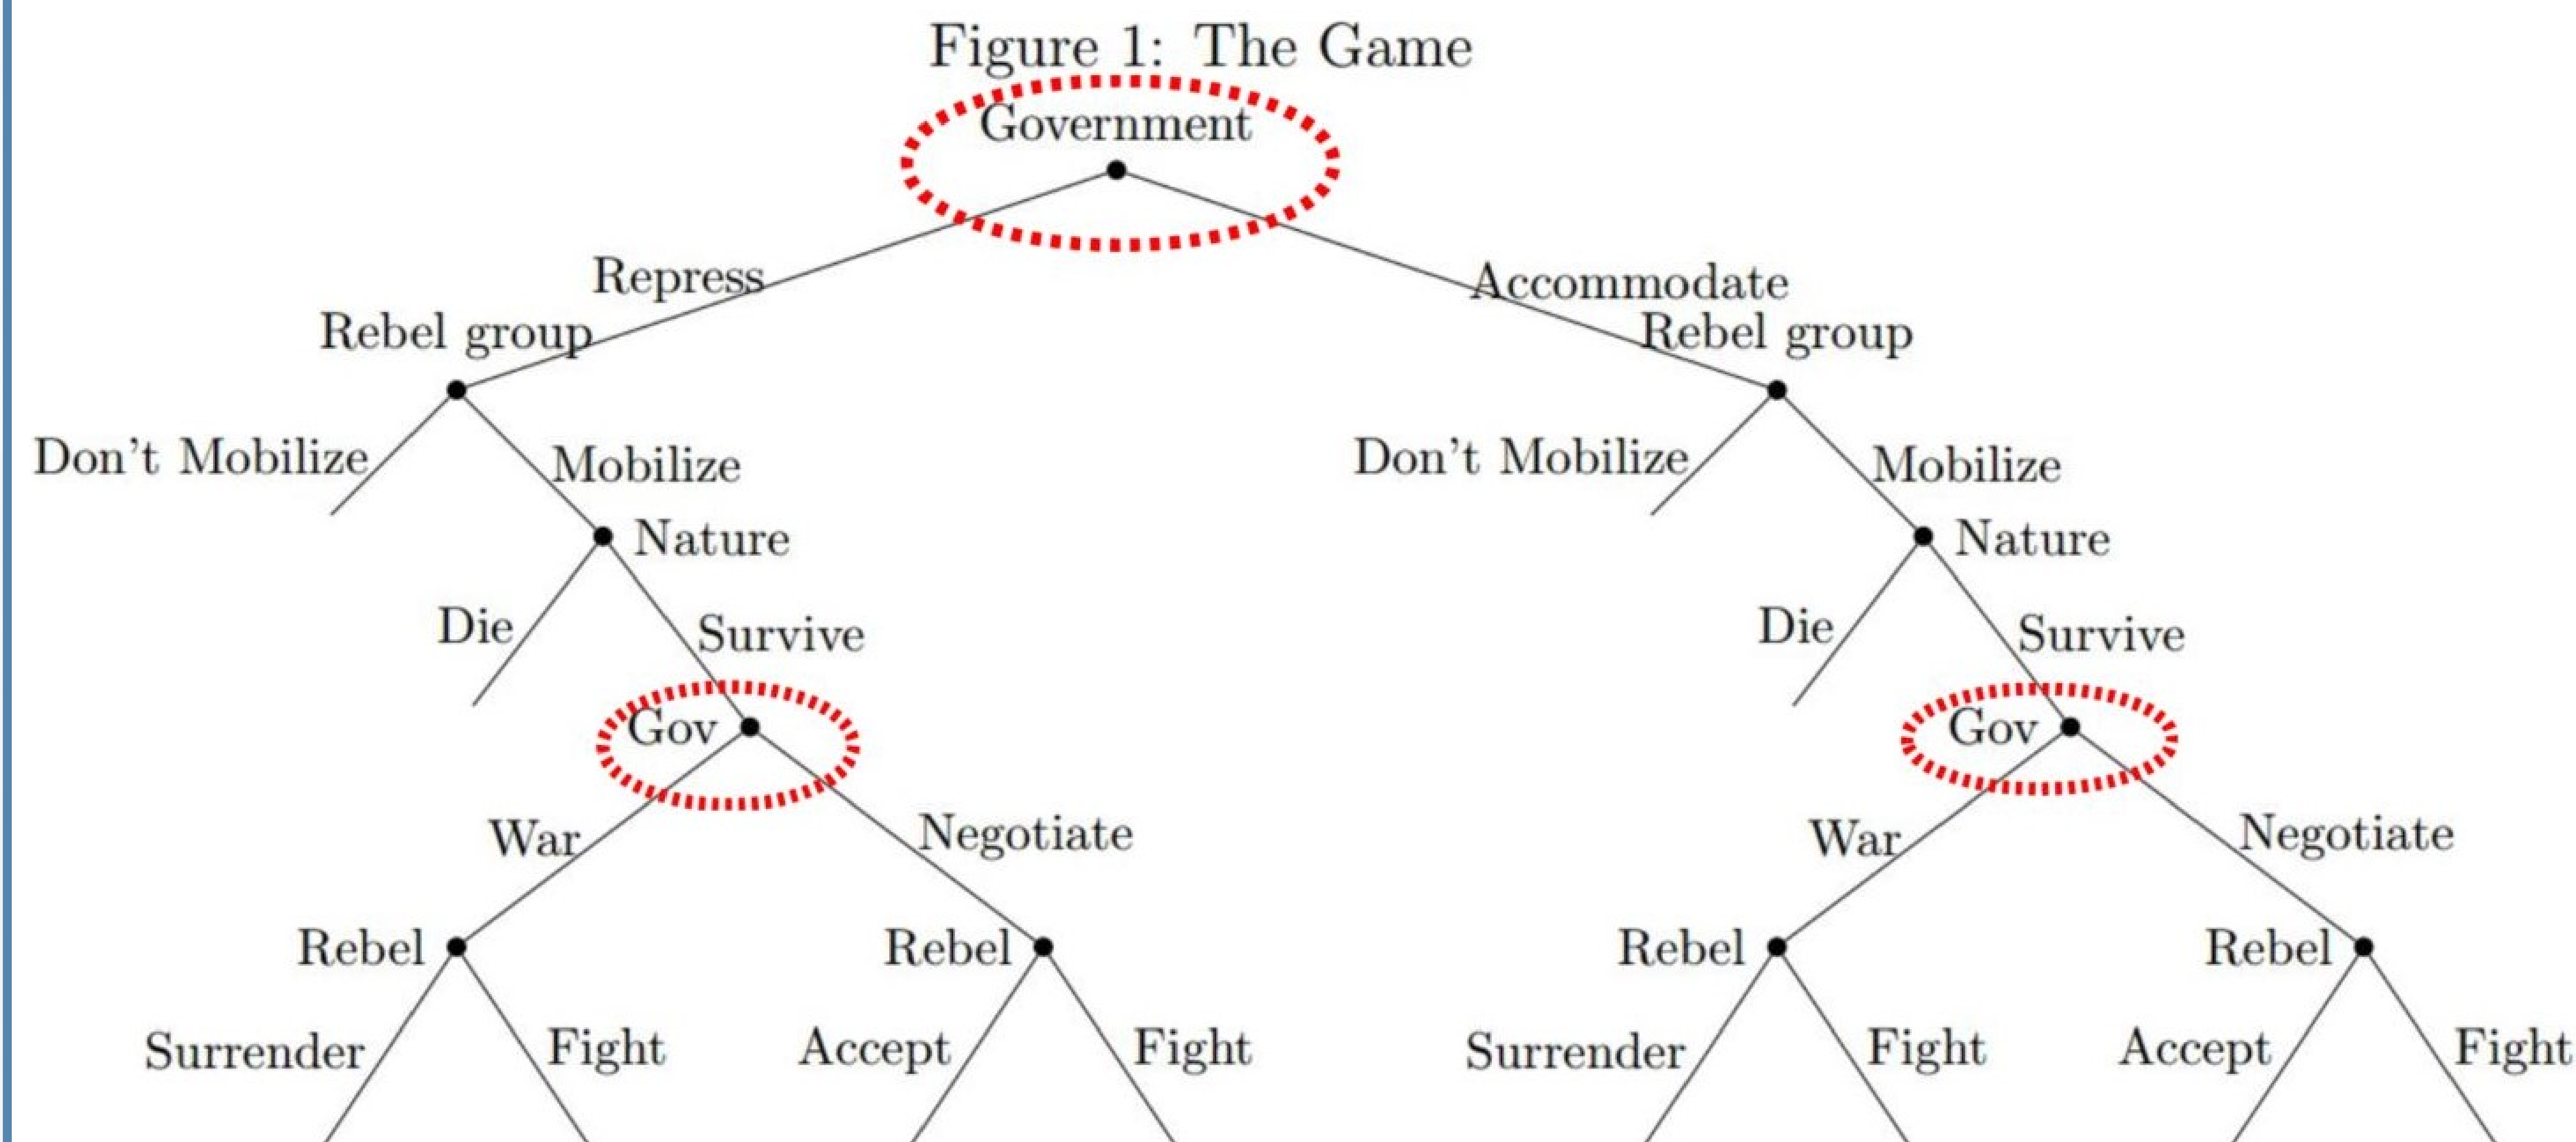 Figure 1: The Game
Government
Repress
Accommodate
Rebel group
Rebel group
Don't Mobilize
Mobilize
Don't Mobilize
Mobilize
Nature
Nature
Die
Survive
Die
Survive
Gov
Gov
War
Negotiate
War
Negotiate
Rebel
Rebel
Rebel
Rebel
Surrender
Fight
Accept
Fight
Surrender
Fight
Accept
Fight